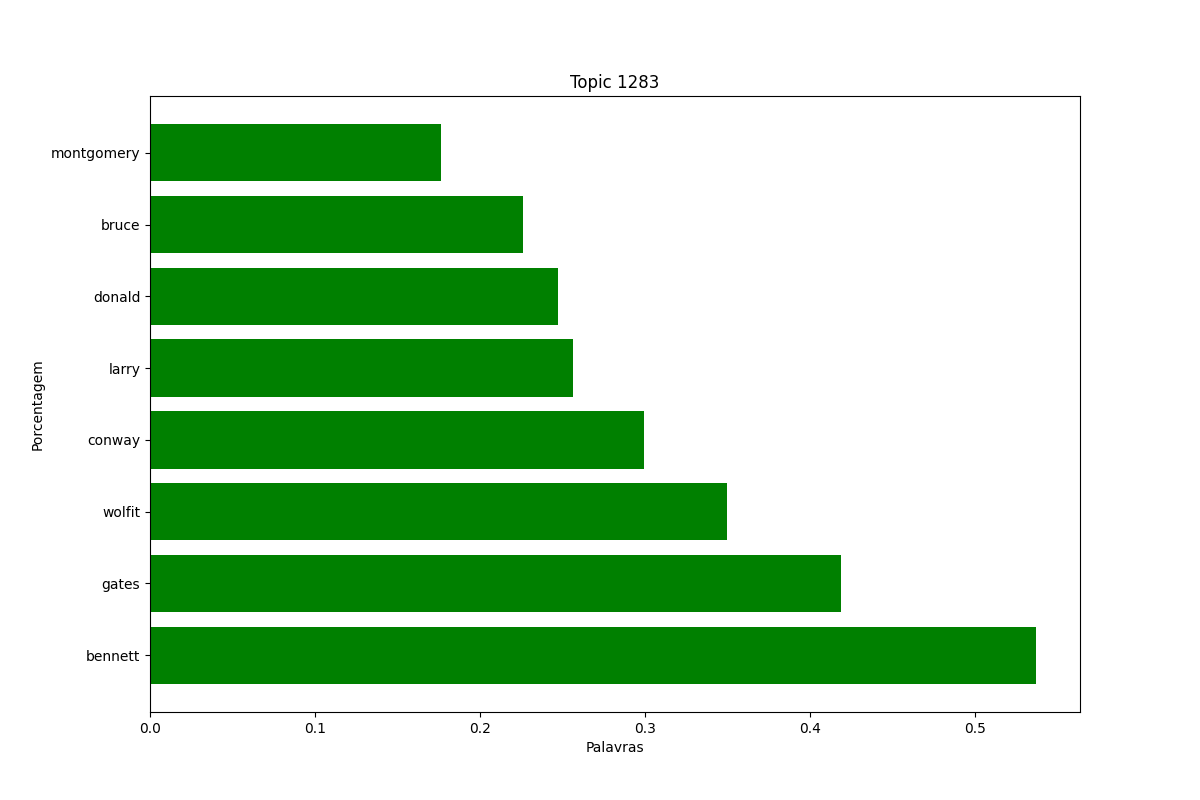 Topic 1283
montgomery
bruce
donald
larry
conway
wolfit
gates
bennett
Porcentagem
0.0 0.1 0.2 0.3 0.4 0.5
Palavras